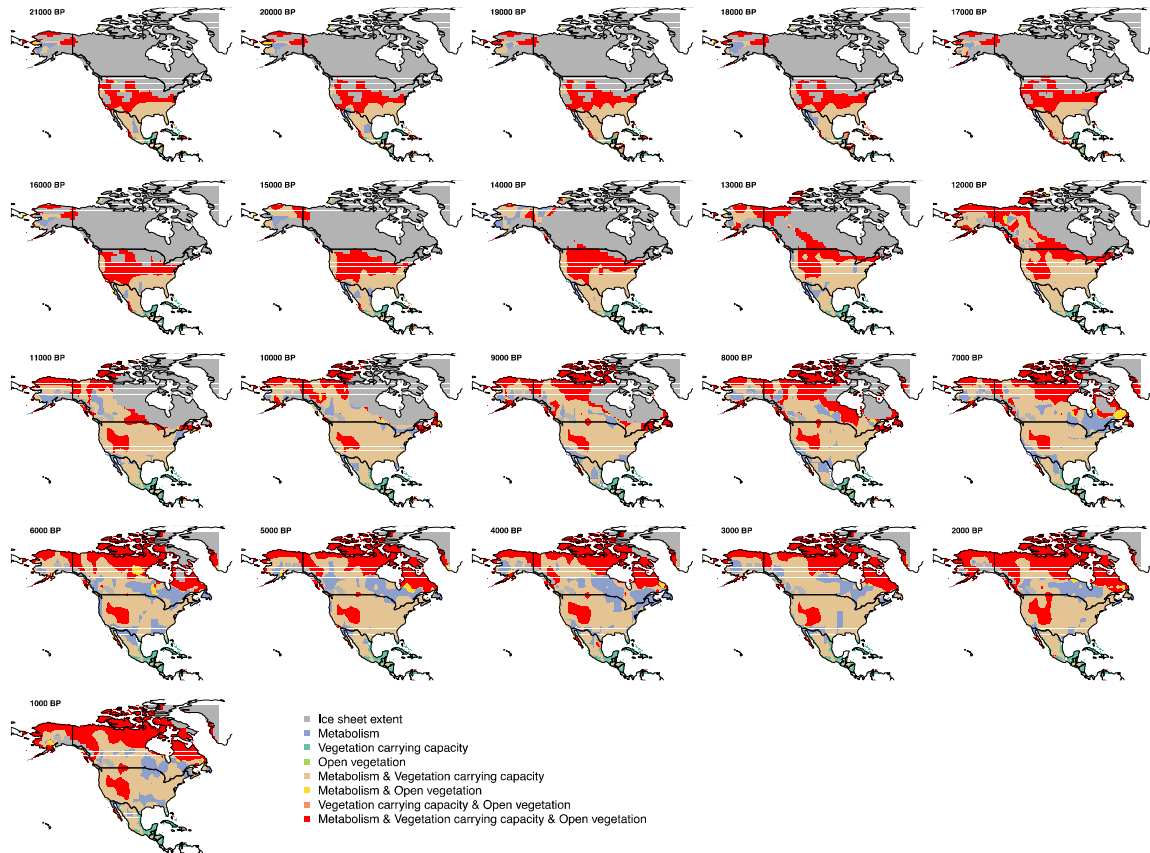 21000 BP
20000 BP
19000 BP
18000 BP
17000 BP
16000 BP
15000 BP
14000 BP
13000 BP
12000 BP
11000 BP
10000 BP
9000 BP
8000 BP
7000 BP
6000 BP
5000 BP
4000 BP
3000 BP
2000 BP
1000 BP
Ice sheet extent
Metabolism
Vegetation carrying capacity
Open vegetation
Metabolism & Vegetation carrying capacity
Metabolism & Open vegetation
Vegetation carrying capacity & Open vegetation
Metabolism & Vegetation carrying capacity & Open vegetation